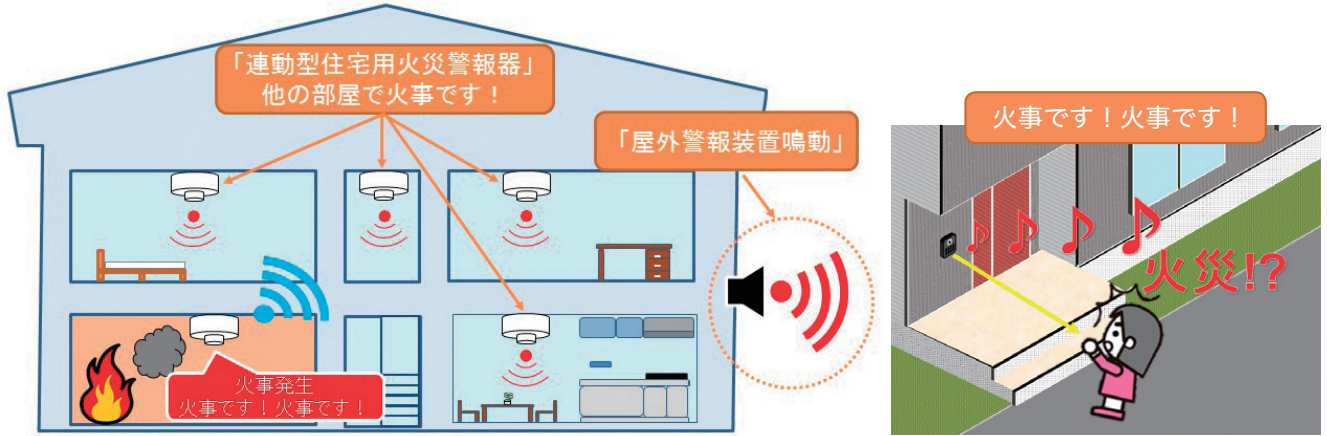 「連動型住宅用火災警報器」
他の部屋で火事です！
「屋外警報装置鳴動」
火事発生
火事です！火事です！
火事です！火事です！
火災!?